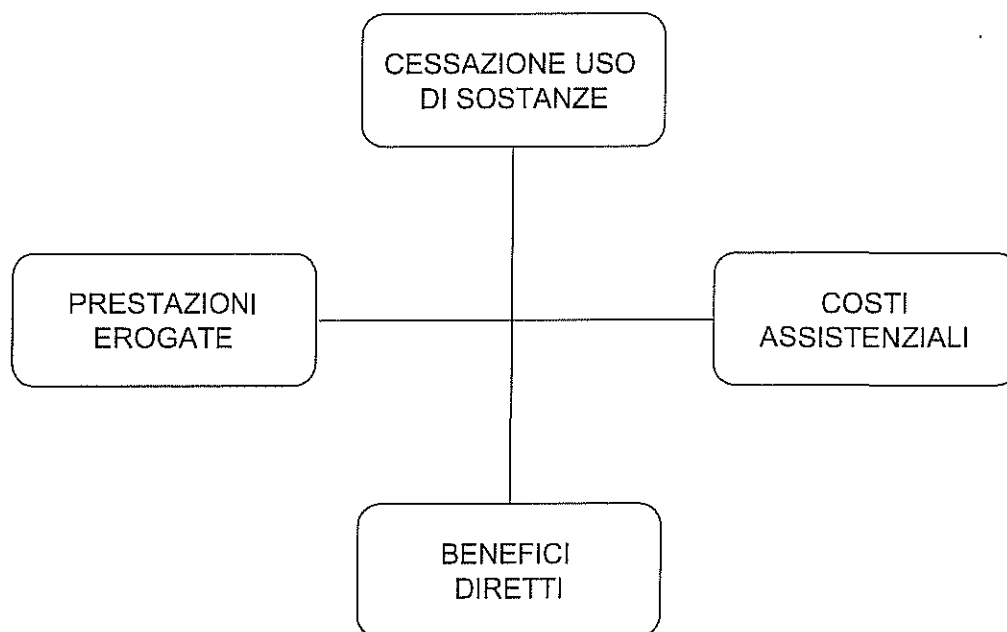 CESSAZIONE USO
DI SOSTANZE
PRESTAZIONI
EROGATE
COSTI
ASSISTENZIALI
BENEFICI
DIRETTI